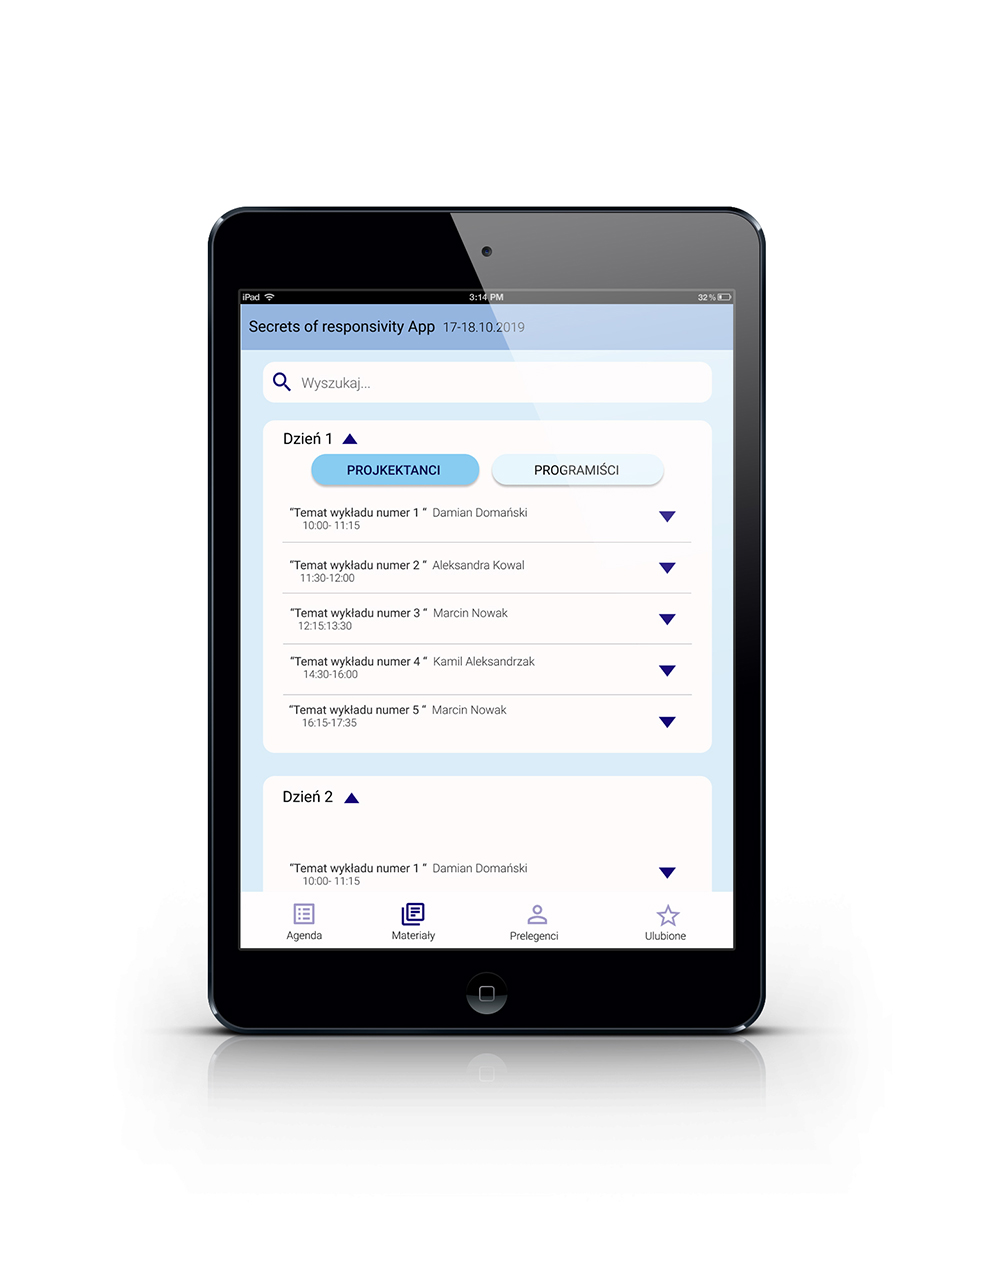 iPad 3:14 PM 32%
Secrets of responsivity App 17-18.10.2019
Wyszukaj...
Dzień 1
PROJKEKTANCI PROGRAMIŚCI
“Temat wykładu numer 1 “ Damian Domański
10:00- 11:15
“Temat wykładu numer 2 “ Aleksandra Kowal
11:30-12:00
“Temat wykładu numer 3 “ Marcin Nowak
12:15:13:30
“Temat wykładu numer 4 “ Kamil Aleksandrzak
14:30-16:00
“Temat wykładu numer 5 “ Marcin Nowak
16:15-17:35
Dzień 2
“Temat wykładu numer 1 “ Damian Domański
10:00- 11:15
Agenda Materiały Prelegenci Ulubione